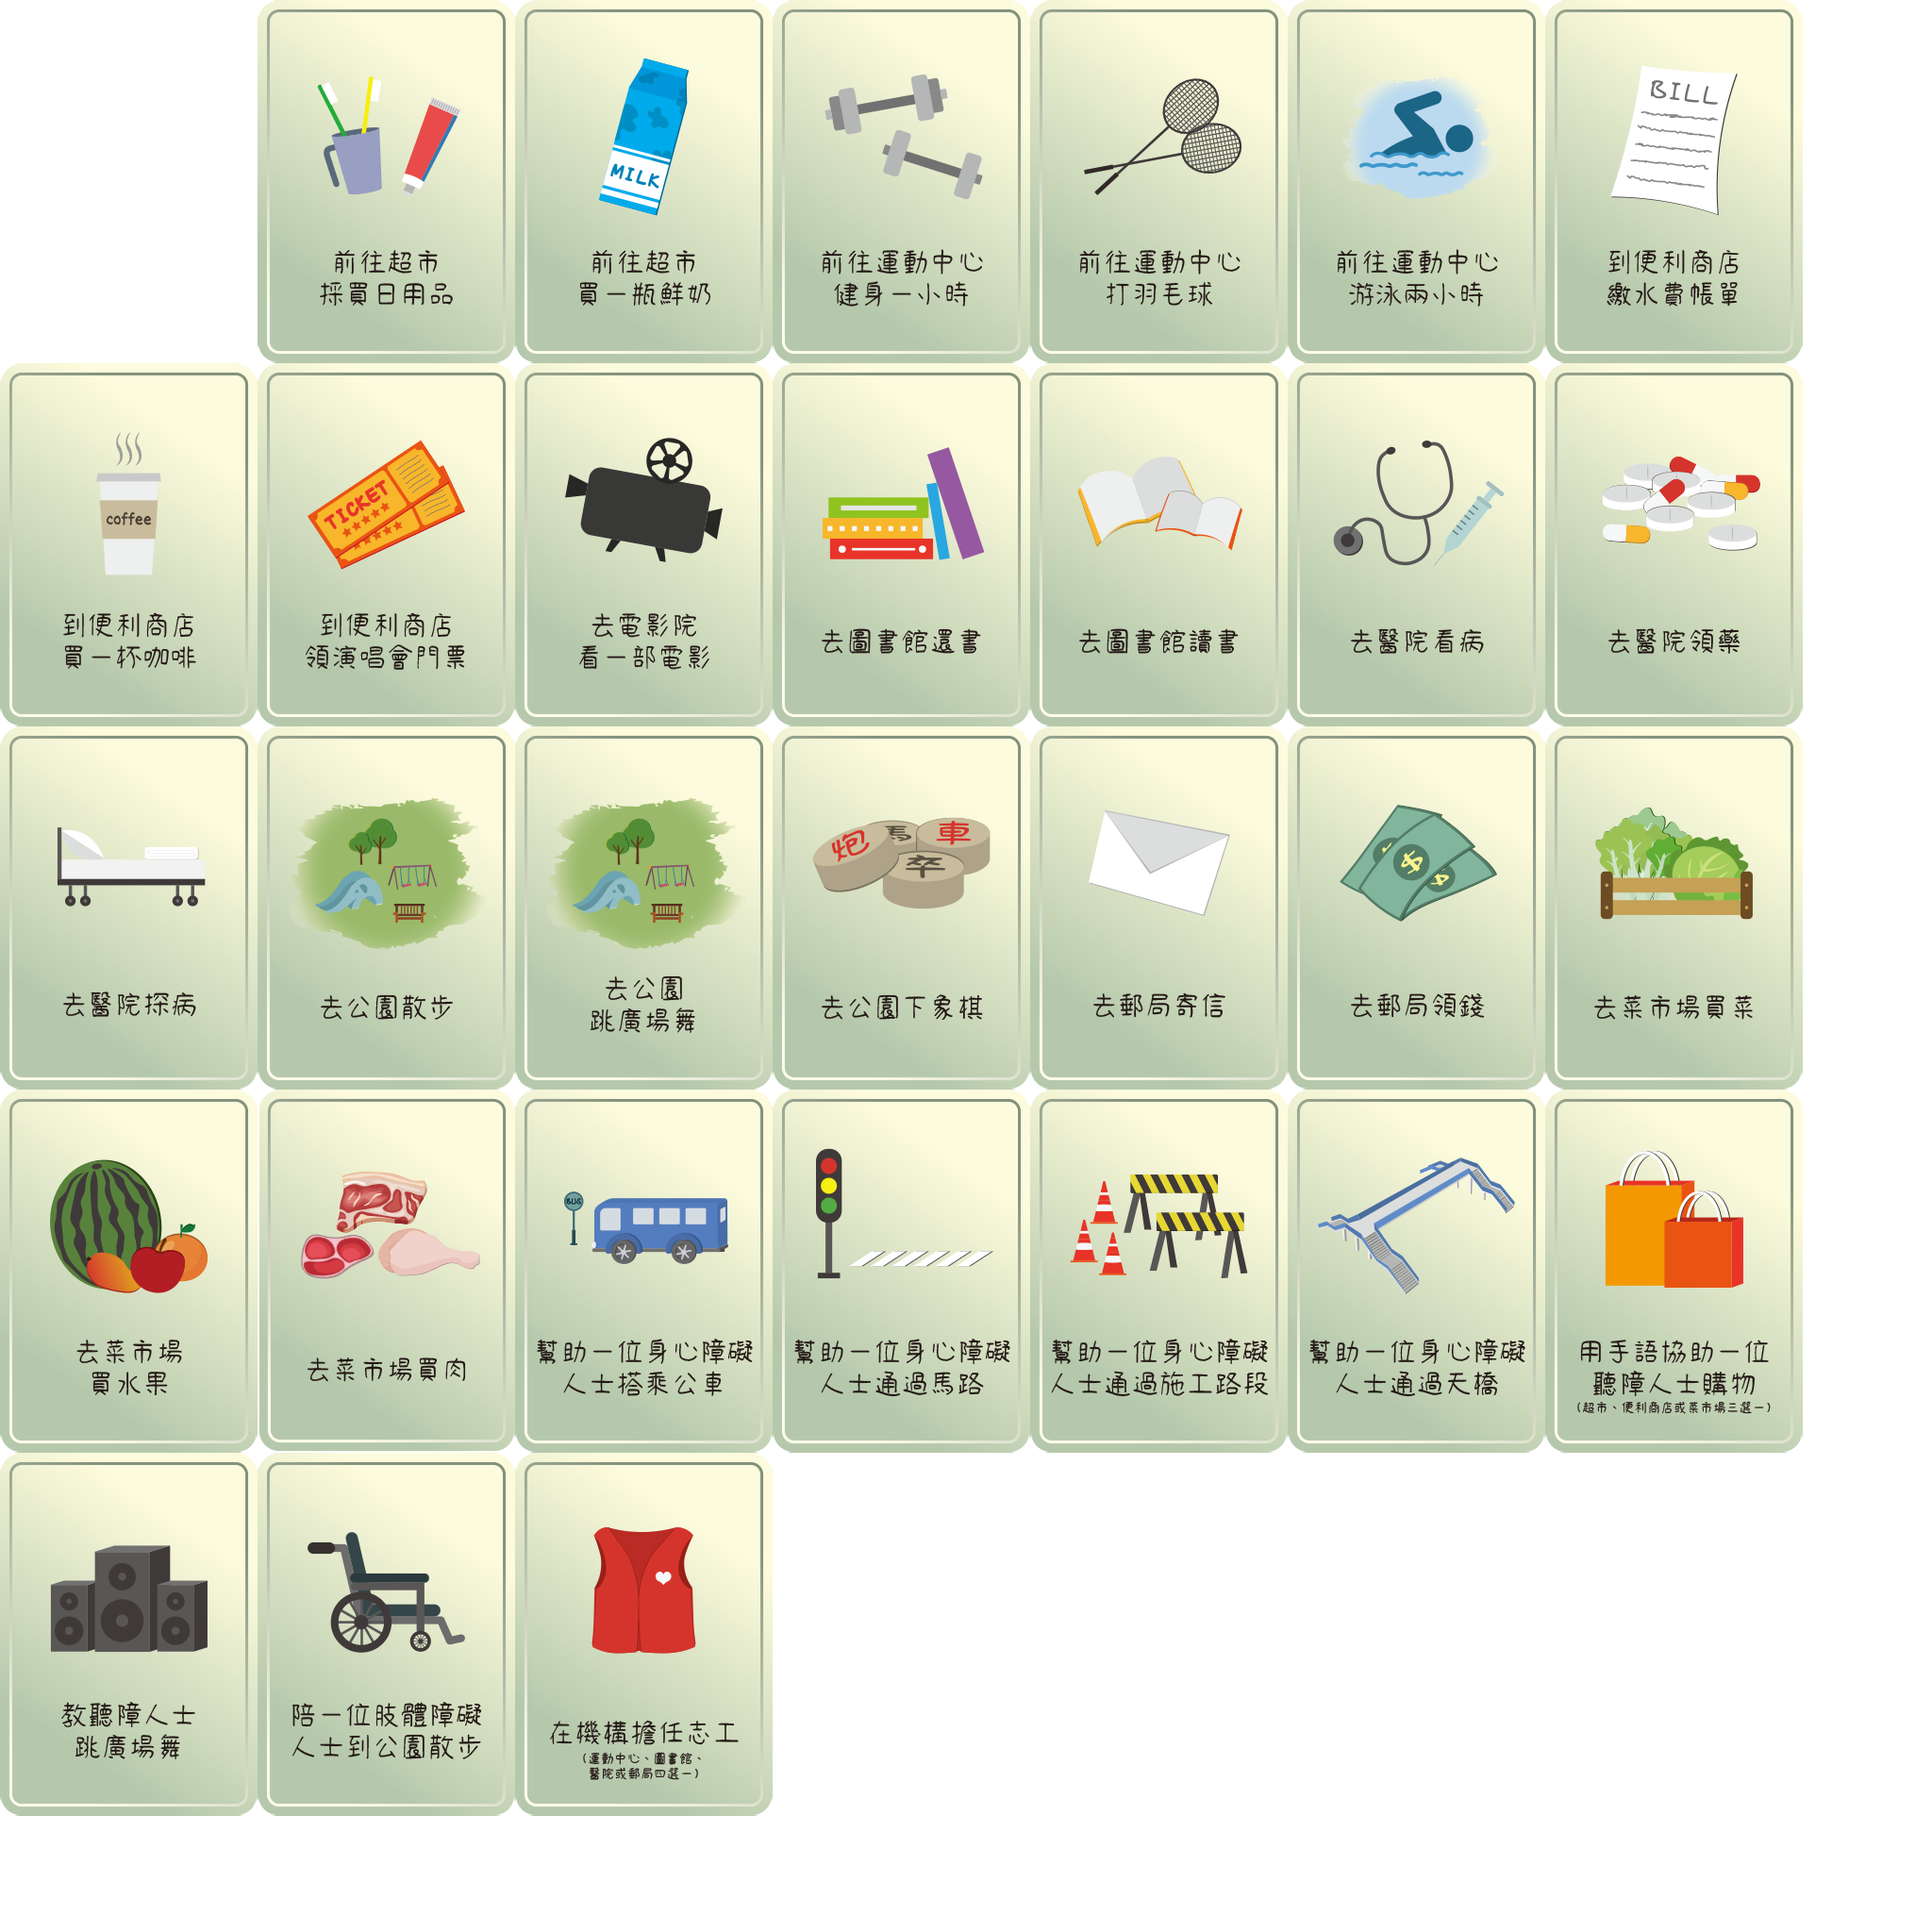 前往超市
採買日用品
MILK
前往超市
買一瓶鮮奶
前往運動中心
健身一小時
前往運動中心
打羽毛球
前往運動中心
游泳兩小時
BILL
到便利商店
繳水費帳單
coffee
到便利商店
買一杯咖啡
TICKET
到便利商店
領演唱會門票
去電影院
看一部電影
去圖書館還書
去圖書館讀書
去醫院看病
去醫院領藥
去醫院探病
去公園散步
去公園
跳廣場舞
炮
馬
車
卒
去公園下象棋
去郵局寄信
$
$
去郵局領錢
去菜市場買菜
去菜市場
買水果
去菜市場買肉
BUS
幫助一位身心障礙
人士搭乘公車
幫助一位身心障礙
人士通過馬路
幫助一位身心障礙
人士通過施工路段
幫助一位身心障礙
人士通過天橋
用手語協助一位
聽障人士購物
(超市、便利商店或菜市場三選一)
教聽障人士
跳廣場舞
陪一位肢體障礙
人士到公園散步
在機構擔任志工
(運動中心、圖書館、
醫院或郵局四選一)